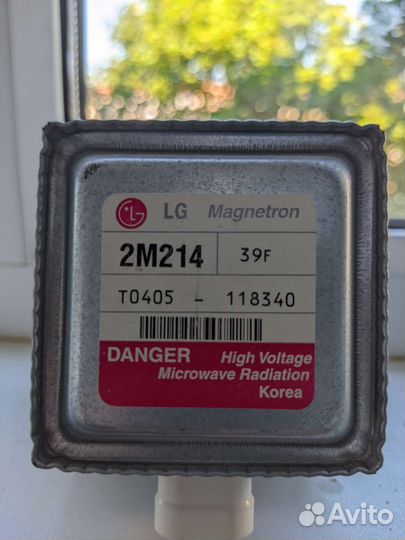 LG Magnetron
2M214 39F
T0405 - 118340
DANGER High Voltage
Microwave Radiation
Korea
Avito